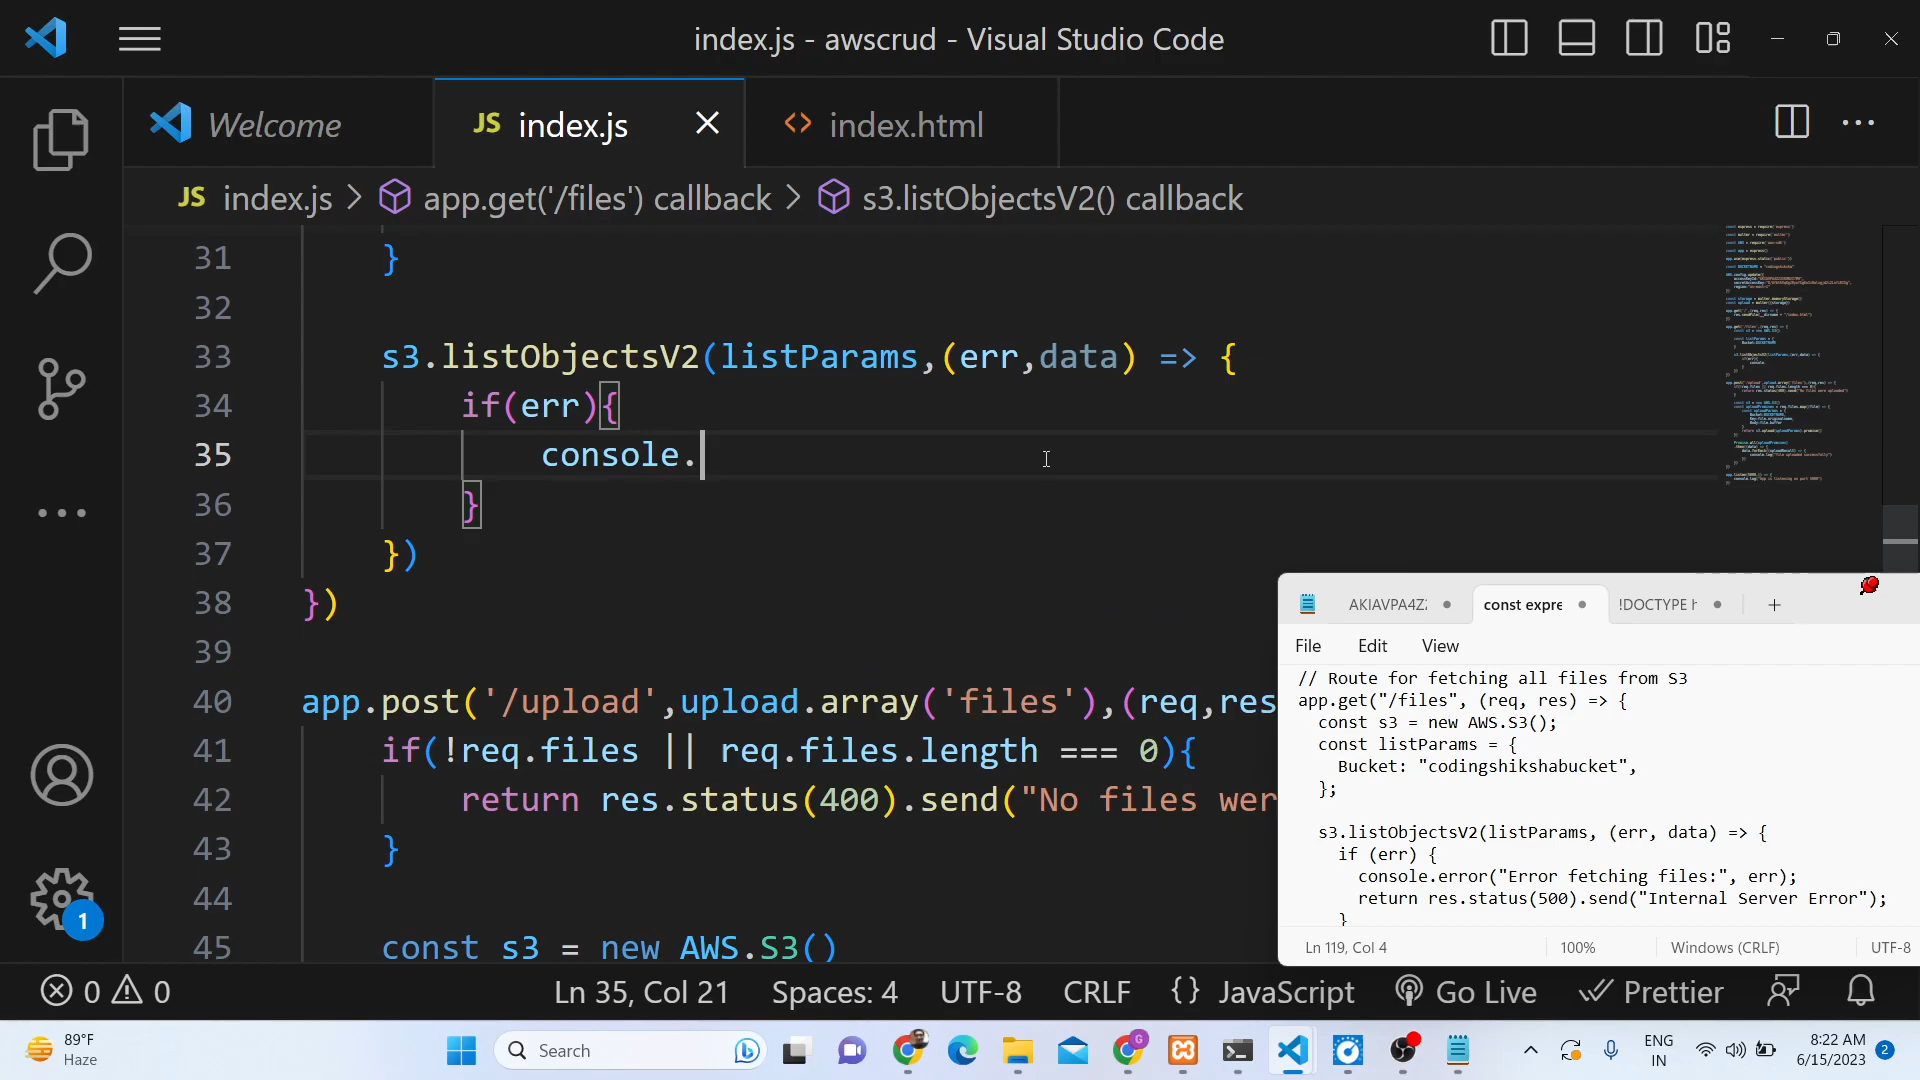 index.js - awscrud - Visual Studio Code
Welcome
JS index.js
index.html
JS index.js > app.get('/files') callback > s3.listObjectsV2() callback
31 }
32
33 s3.listObjectsV2(listParams,(err,data) => {
34 if(err){
35 console.
36 }
37 })
38 })
39
40 app.post('/upload',upload.array('files'),(req,res
41 if(!req.files || req.files.length === 0){
42 return res.status(400).send("No files wer
43 }
44
45 const s3 = new AWS.S3()
AKIAVPA4Z
const expre
!DOCTYPE h
File Edit View
// Route for fetching all files from S3
app.get("/files", (req, res) => {
const s3 = new AWS.S3();
const listParams = {
Bucket: "codingshikshabucket",
};
s3.listObjectsV2(listParams, (err, data) => {
if (err) {
console.error("Error fetching files:", err);
return res.status(500).send("Internal Server Error");
}
Ln 119, Col 4 100% Windows (CRLF) UTF-8
1
0 0 Ln 35, Col 21 Spaces: 4 UTF-8 CRLF {} JavaScript Go Live Prettier
89°F
Haze
Search
G
ENG
IN
8:22 AM
6/15/2023
2